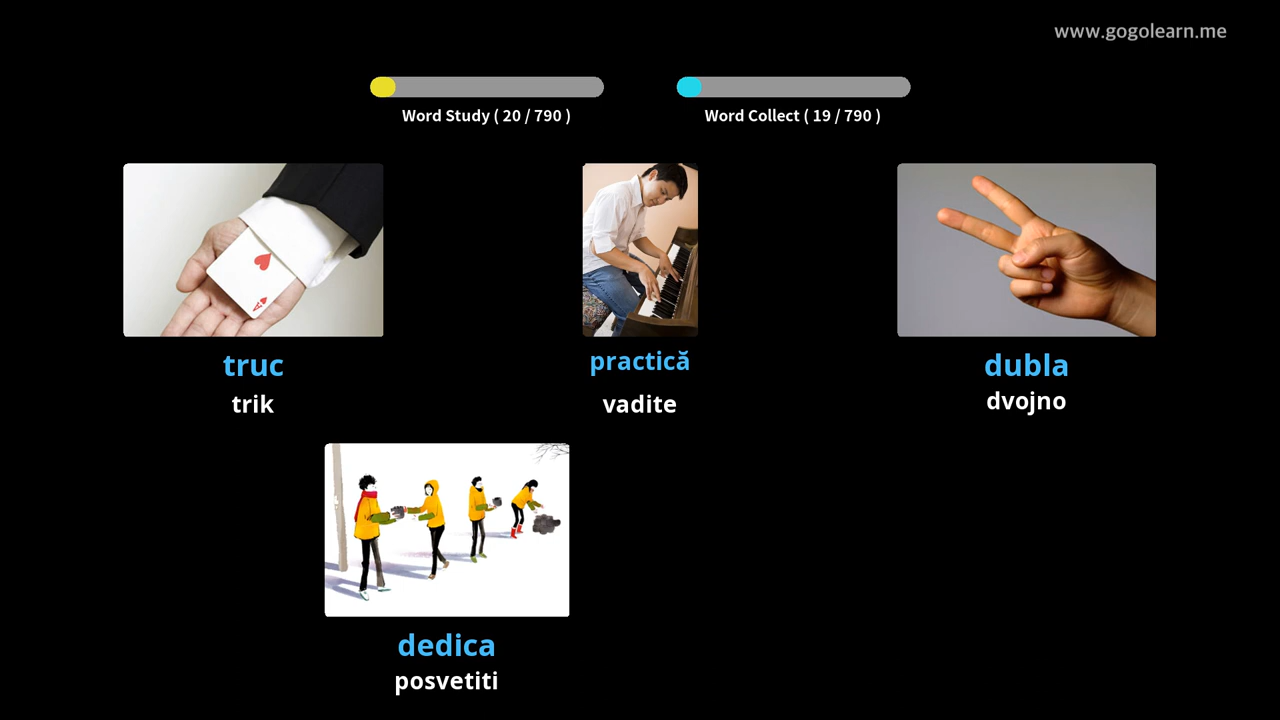 www.gogolearn.me
Word Study ( 20 / 790 )
Word Collect ( 19 / 790 )
A
truc
trik
practică
vadite
dubla
dvojno
dedica
posvetiti